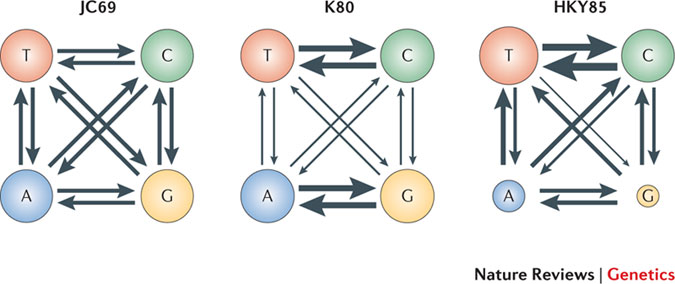 JC69 K80 HKY85
T C T C T C
A G A G A G
Nature Reviews | Genetics